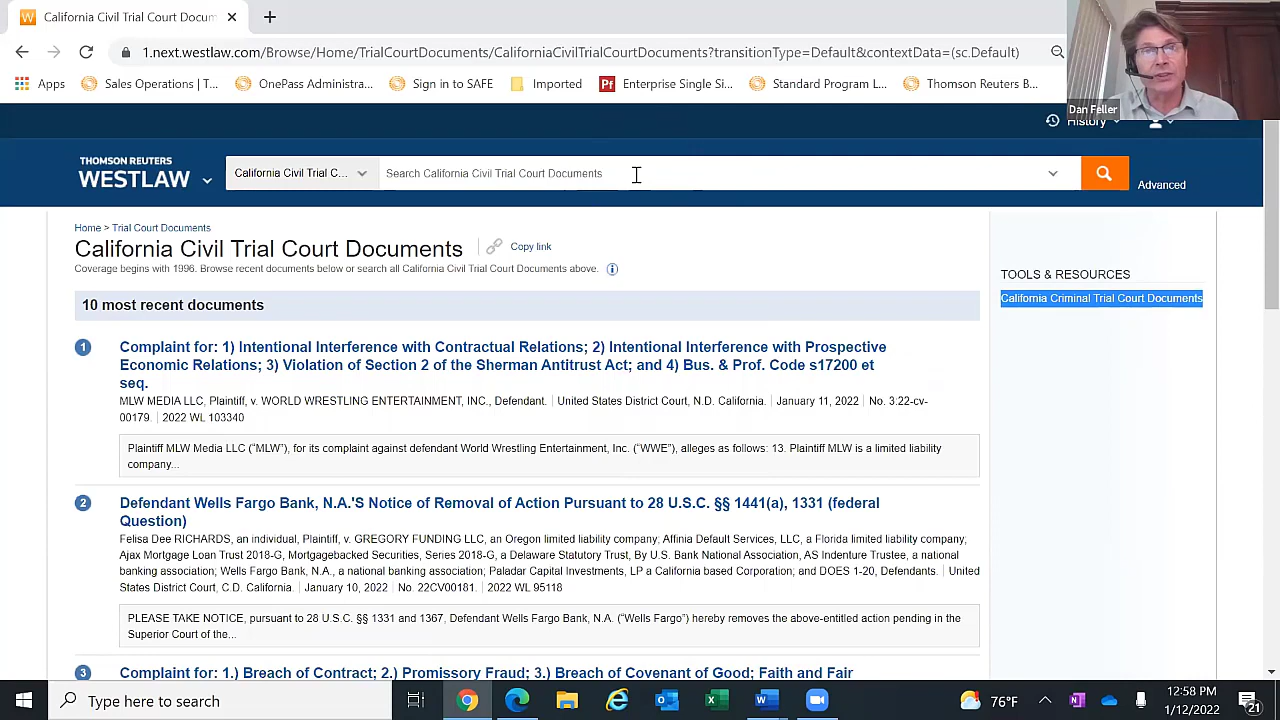 California Civil Trial Court Docum
1.next.westlaw.com/Browse/Home/TrialCourtDocuments/CaliforniaCivilTrialCourtDocuments?transitionType=Default&contextData=(sc.Default)
Apps
Sales Operations | T...
OnePass Administra...
Sign in to SAFE
Imported
Pf
Enterprise Single Si...
Standard Program L...
Thomson Reuters B...
Dan Feller
History
THOMSON REUTERS
WESTLAW
California Civil Trial C...
Search California Civil Trial Court Documents
Advanced
Home > Trial Court Documents
California Civil Trial Court Documents
Copy link
Coverage begins with 1996. Browse recent documents below or search all California Civil Trial Court Documents above.
TOOLS & RESOURCES
California Criminal Trial Court Documents
10 most recent documents
1
Complaint for: 1) Intentional Interference with Contractual Relations; 2) Intentional Interference with Prospective
Economic Relations; 3) Violation of Section 2 of the Sherman Antitrust Act; and 4) Bus. & Prof. Code s17200 et
seq.
MLW MEDIA LLC, Plaintiff, v. WORLD WRESTLING ENTERTAINMENT, INC., Defendant. | United States District Court, N.D. California. | January 11, 2022 | No. 3:22-cv-
00179. | 2022 WL 103340
Plaintiff MLW Media LLC (“MLW”), for its complaint against defendant World Wrestling Entertainment, Inc. (“WWE”), alleges as follows: 13. Plaintiff MLW is a limited liability
company...
2
Defendant Wells Fargo Bank, N.A.'S Notice of Removal of Action Pursuant to 28 U.S.C. §§ 1441(a), 1331 (federal
Question)
Felisa Dee RICHARDS, an individual, Plaintiff, v. GREGORY FUNDING LLC, an Oregon limited liability company; Affinia Default Services, LLC, a Florida limited liability company;
Ajax Mortgage Loan Trust 2018-G, Mortgagebacked Securities, Series 2018-G, a Delaware Statutory Trust, By U.S. Bank National Association, AS Indenture Trustee, a national
banking association; Wells Fargo Bank, N.A., a national banking association; Paladar Capital Investments, LP a California based Corporation; and DOES 1-20, Defendants. | United
States District Court, C.D. California. | January 10, 2022 | No. 22CV00181. | 2022 WL 95118
PLEASE TAKE NOTICE, pursuant to 28 U.S.C. §§ 1331 and 1367, Defendant Wells Fargo Bank, N.A. (“Wells Fargo”) hereby removes the above-entitled action pending in the
Superior Court of the...
3
Complaint for: 1.) Breach of Contract; 2.) Promissory Fraud; 3.) Breach of Covenant of Good; Faith and Fair
Type here to search
76°F
12:58 PM
1/12/2022
21